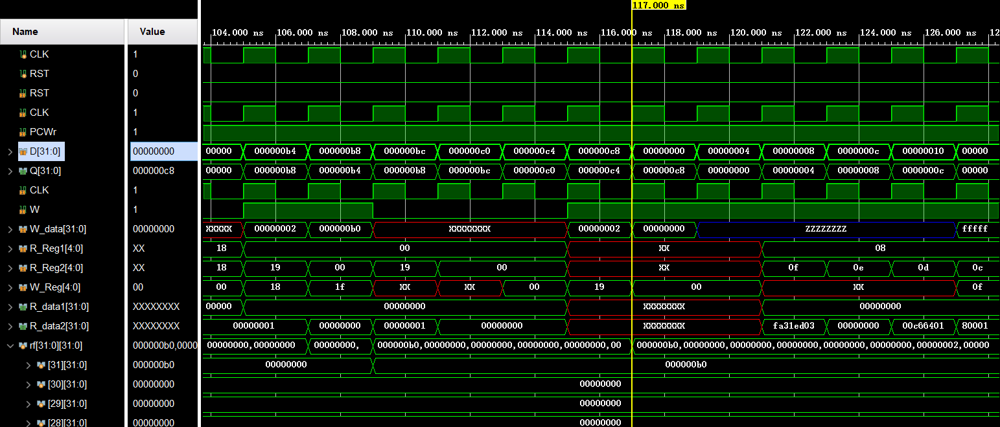 117.000 ns
Name Value 104.000 ns 106.000 ns 108.000 ns 110.000 ns 112.000 ns 114.000 ns 116.000 ns 118.000 ns 120.000 ns 122.000 ns 124.000 ns 126.000 ns 12
CLK 1
RST 0
RST 0
CLK 1
PCWr 1
D[31:0] 00000000 00000 000000b4 000000b8 000000bc 000000c0 000000c4 000000c8 00000000 00000004 00000008 0000000c 00000010 00000
Q[31:0] 000000c8 00000 000000b8 000000b4 000000b8 000000bc 000000c0 000000c4 000000c8 00000000 00000004 00000008 0000000c 00000
CLK 1
W 1
W_data[31:0] 00000000 XXXXX 00000002 000000b0 XXXXXXXX 00000002 00000000 ZZZZZZZZ fffff
R_Reg1[4:0] XX 18 00 XX 08
R_Reg2[4:0] XX 18 19 00 19 00 XX 0f 0e 0d 0c
W_Reg[4:0] 00 00 18 1f XX XX 00 19 00 XX 0f
R_data1[31:0] XXXXXXXX 00000 00000000 XXXXXXXX 00000000
R_data2[31:0] XXXXXXXX 00000001 00000000 00000001 00000000 XXXXXXXX fa31ed03 00000000 00c66401 80001
rf[31:0][31:0] 000000b0,0000 00000000,00000000 00000000, 000000b0,00000000,00000000,00000000,00000000,00 000000b0,00000000,00000000,00000000,00000000,00000000,00000002,00000
[31][31:0] 000000b0 00000000 000000b0
[30][31:0] 00000000 00000000
[29][31:0] 00000000 00000000
[28][31:0] 00000000 00000000